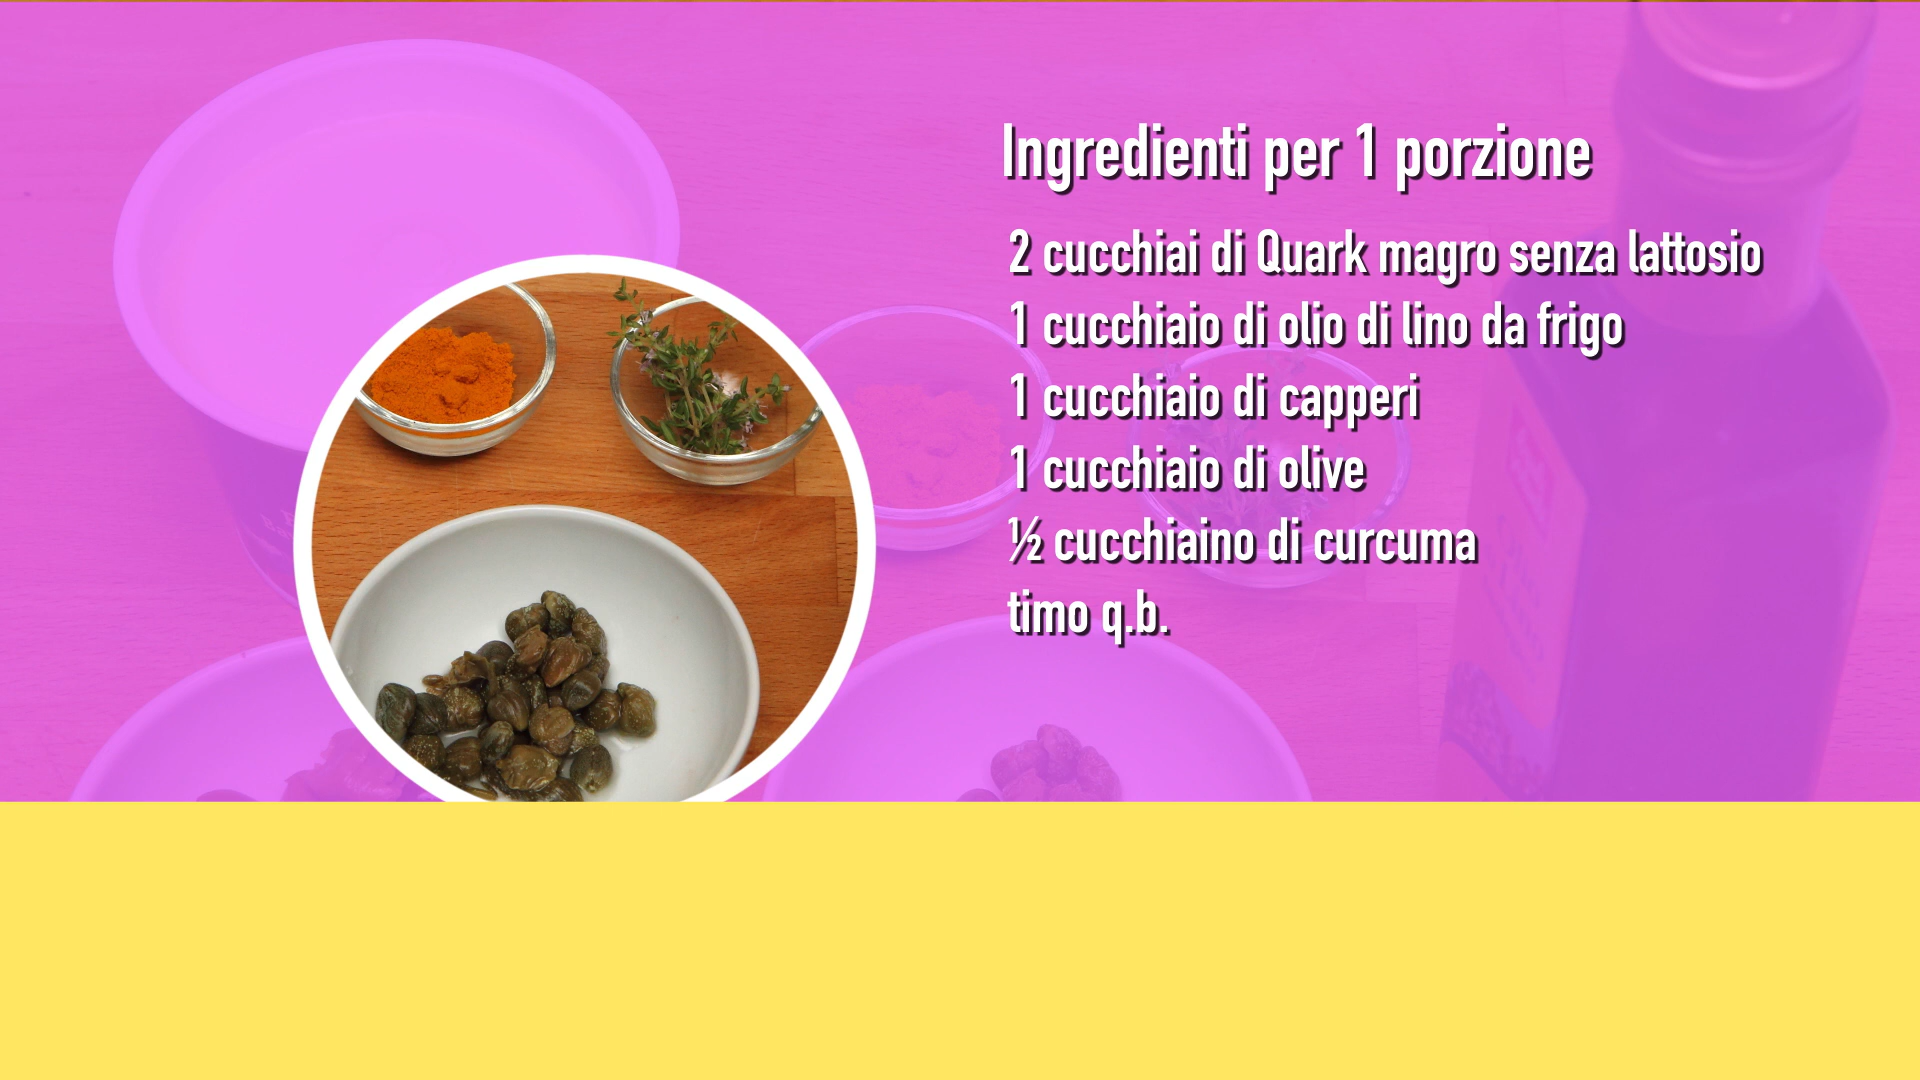 Ingredienti per 1 porzione
2 cucchiai di Quark magro senza lattosio
1 cucchiaio di olio di lino da frigo
1 cucchiaio di capperi
1 cucchiaio di olive
½ cucchiaino di curcuma
timo q.b.